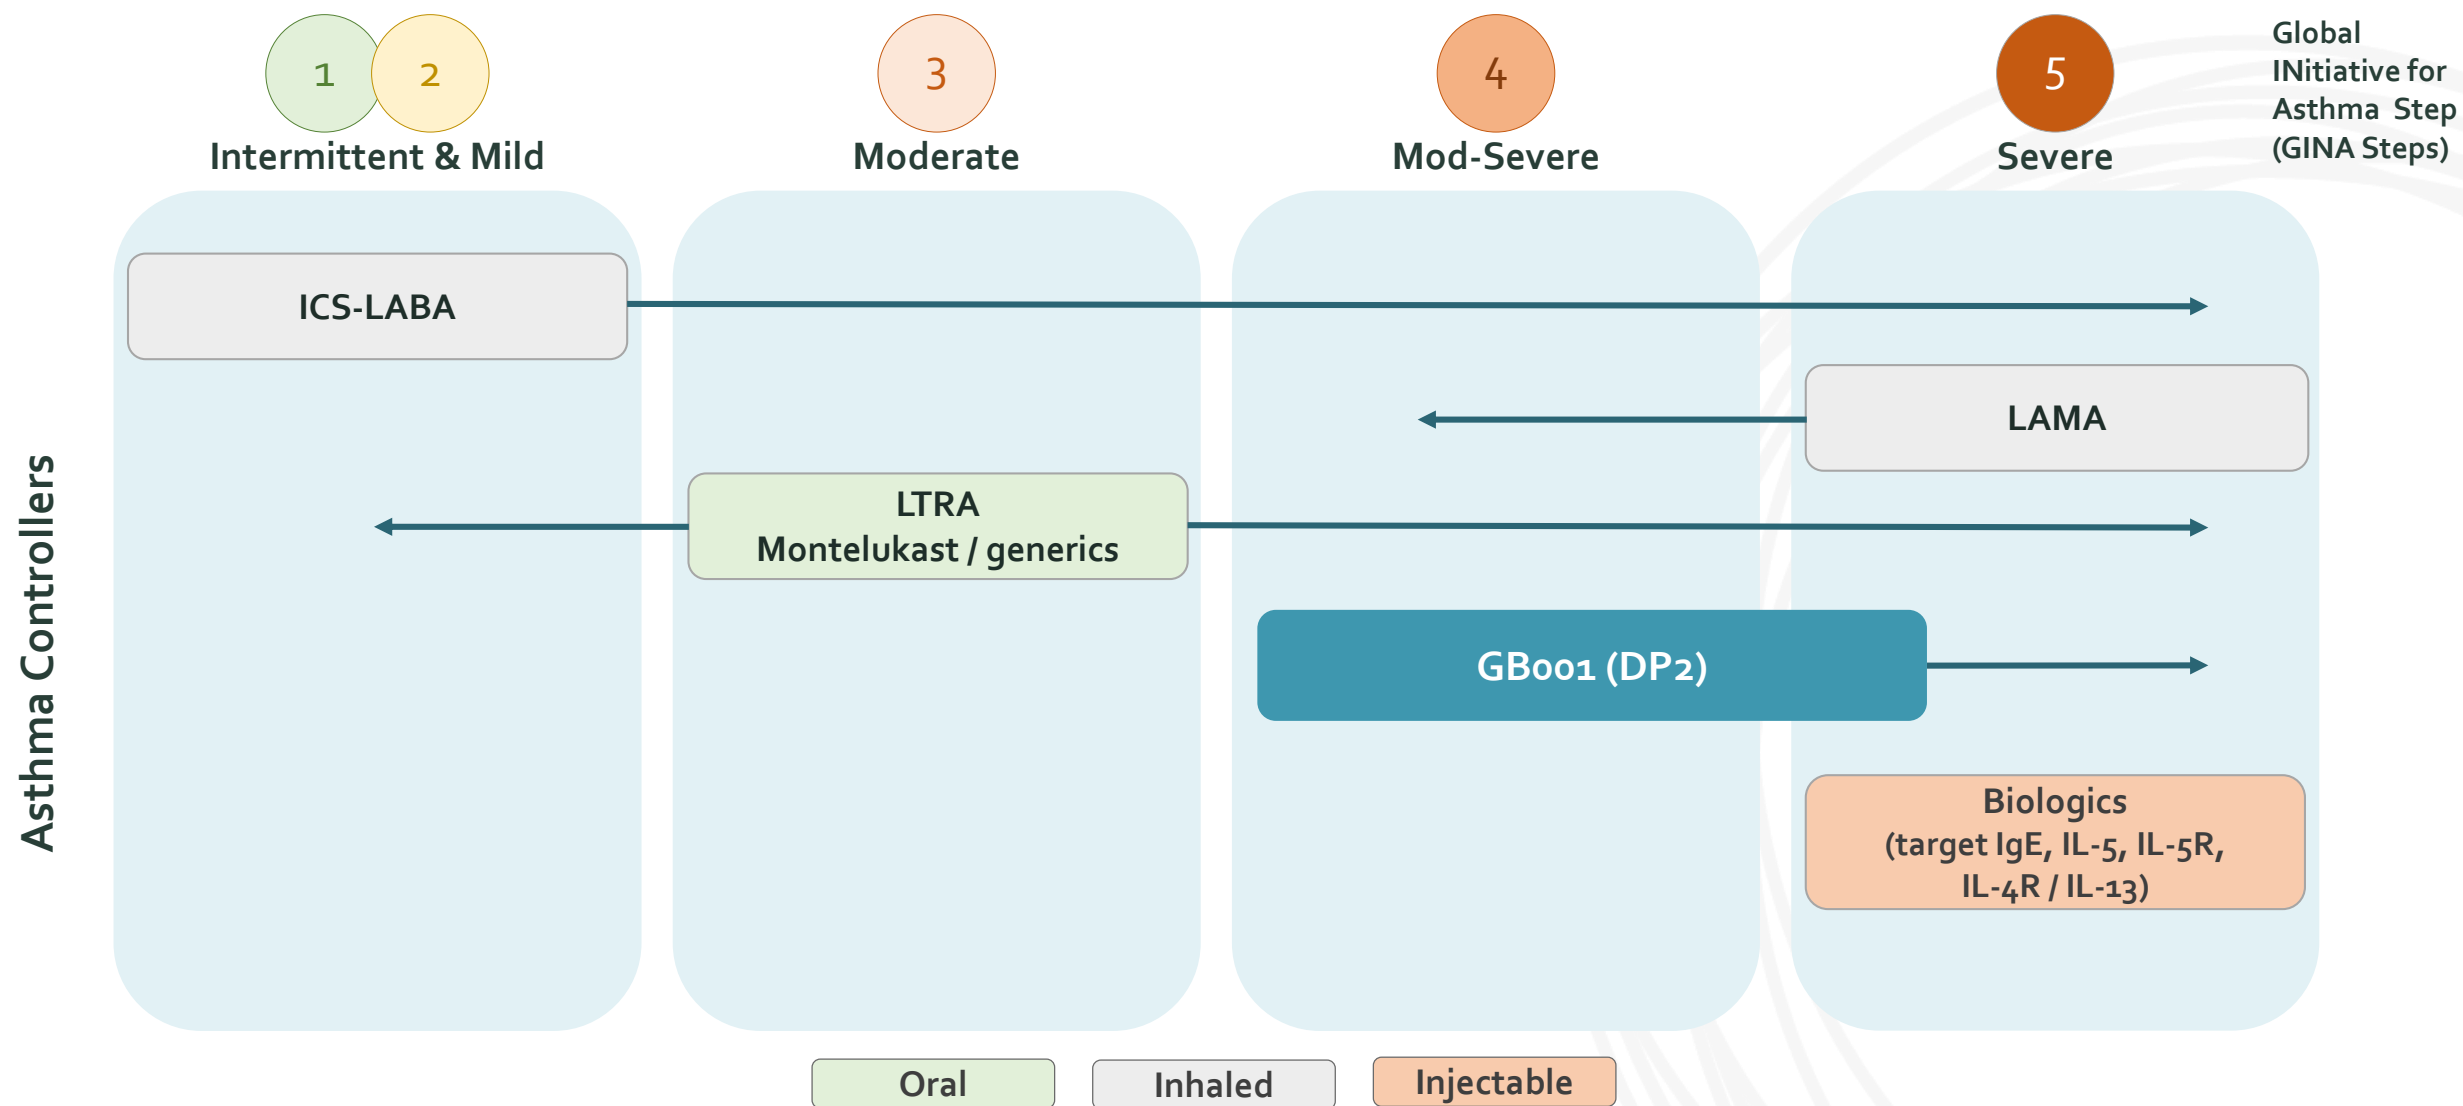 1
2
3
4
5
Global
INitiative for
Asthma Step
(GINA Steps)
Intermittent & Mild
Moderate
Mod-Severe
Severe
Asthma Controllers
ICS-LABA
LAMA
LTRA
Montelukast / generics
GB001 (DP2)
Biologics
(target IgE, IL-5, IL-5R,
IL-4R / IL-13)
Oral
Inhaled
Injectable